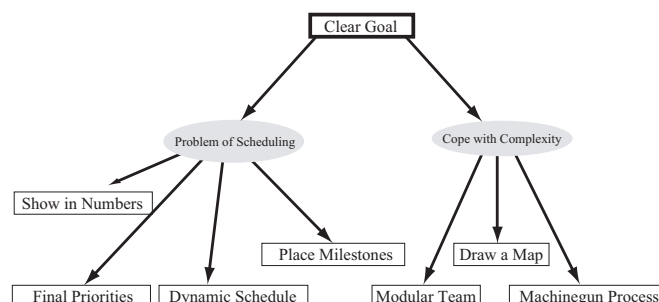 Clear Goal
Problem of Scheduling
Cope with Complexity
Show in Numbers
Place Milestones
Draw a Map
Final Priorities
Dynamic Schedule
Modular Team
Machinegun Process